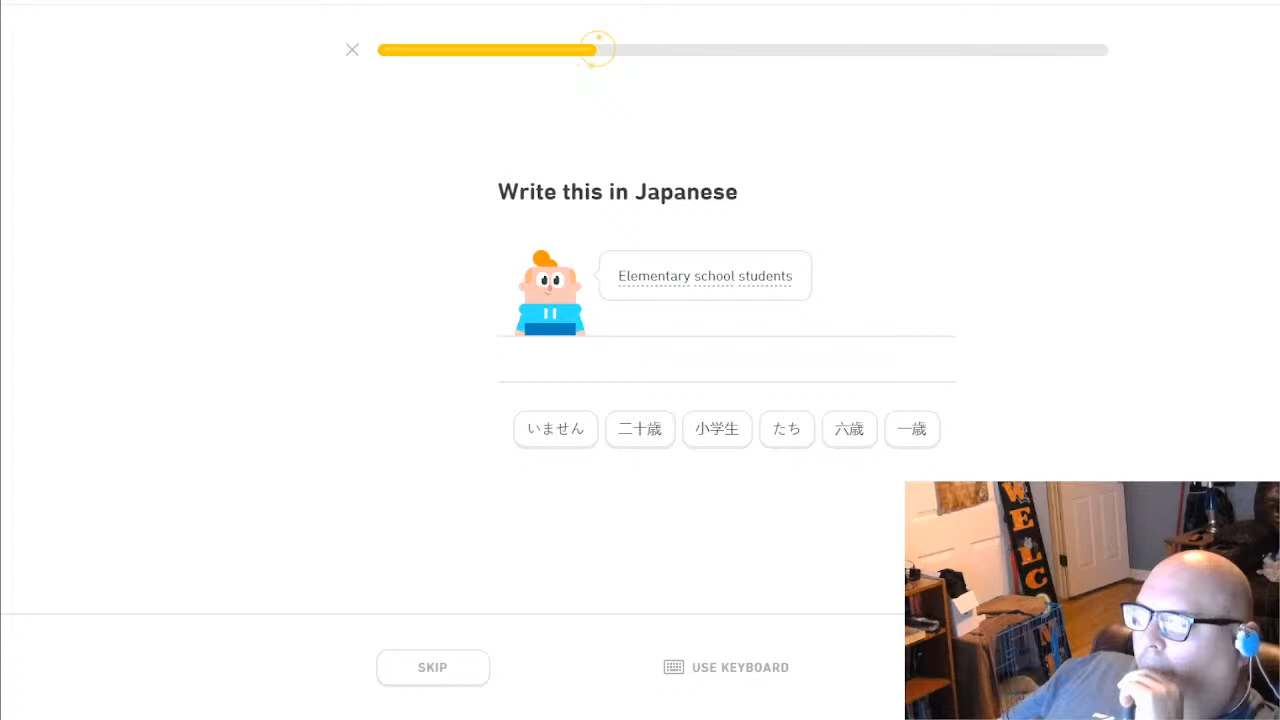 Write this in Japanese
Elementary school students
いません 二十歳 小学生 たち 六歳 一歳
WELC
SKIP
USE KEYBOARD